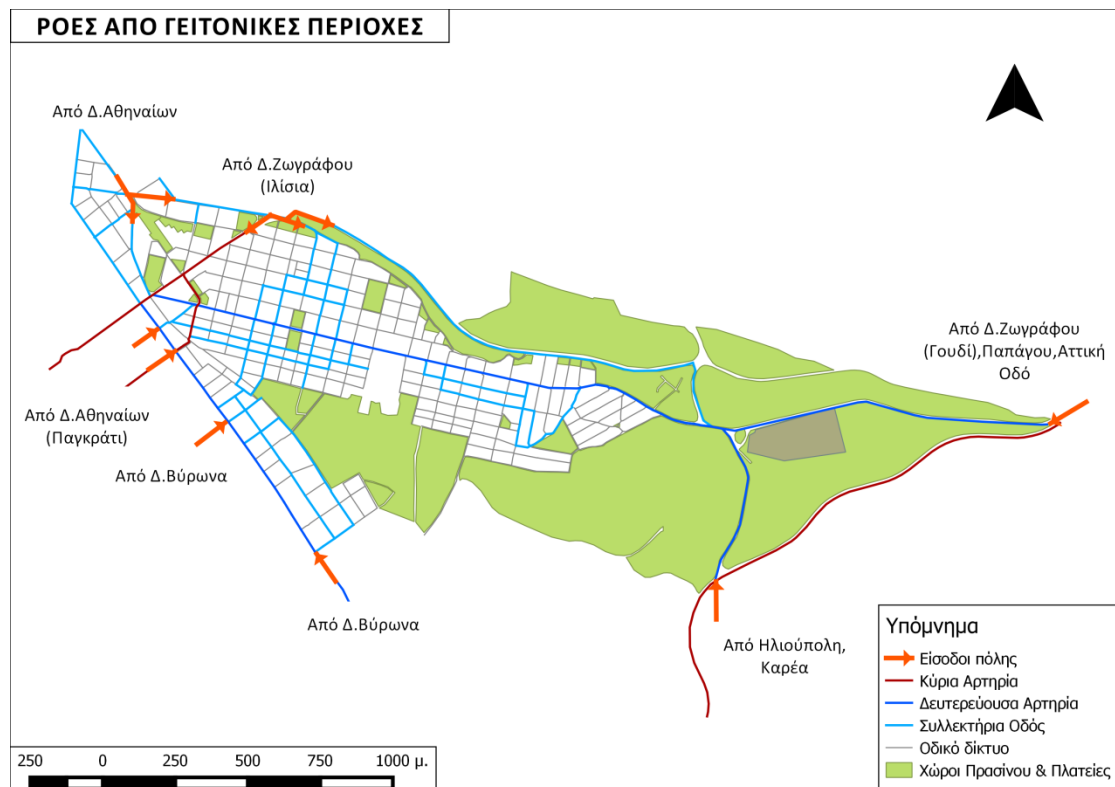 ΡΟΕΣ ΑΠΟ ΓΕΙΤΟΝΙΚΕΣ ΠΕΡΙΟΧΕΣ
Από Δ.Αθηναίων
Από Δ.Ζωγράφου
(Ιλίσια)
Από Δ.Ζωγράφου
(Γουδί),Παπάγου,Αττική
Οδό
Από Δ.Αθηναίων
(Παγκράτι)
Από Δ.Βύρωνα
Από Δ.Βύρωνα
Από Ηλιούπολη,
Καρέα
Υπόμνημα
Είσοδοι πόλης
Κύρια Αρτηρία
Δευτερεύουσα Αρτηρία
Συλλεκτήρια Οδός
Οδικό δίκτυο
Χώροι Πρασίνου & Πλατείες
250 0 250 500 750 1000 μ.